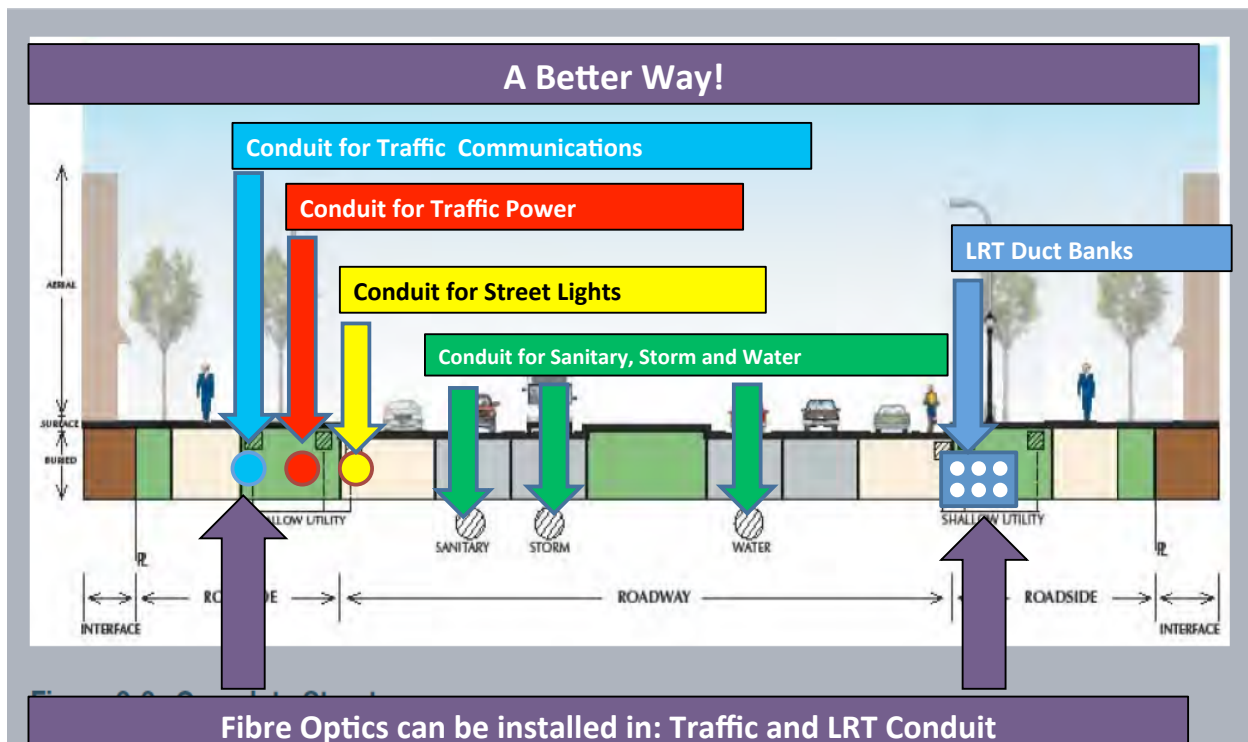 A Better Way!
Conduit for Traffic Communications
Conduit for Traffic Power
LRT Duct Banks
AERIAL
Conduit for Street Lights
Conduit for Sanitary, Storm and Water
SURFACE
BURIED
UTILITY
SHALLOW UTILITY
SANITARY
STORM
WATER
ROADWAY
ROADSIDE
INTERFACE
INTERFACE
Fibre Optics can be installed in: Traffic and LRT Conduit